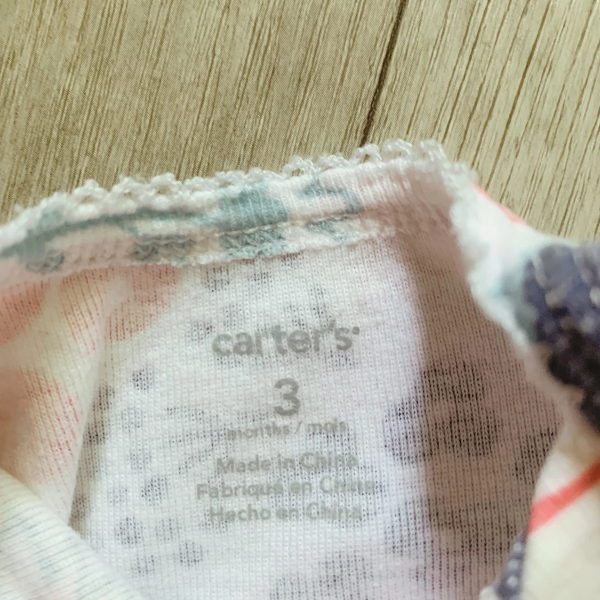 carter's
3
months / mois
Made in China
Fabriqué en Chine
Hecho en China